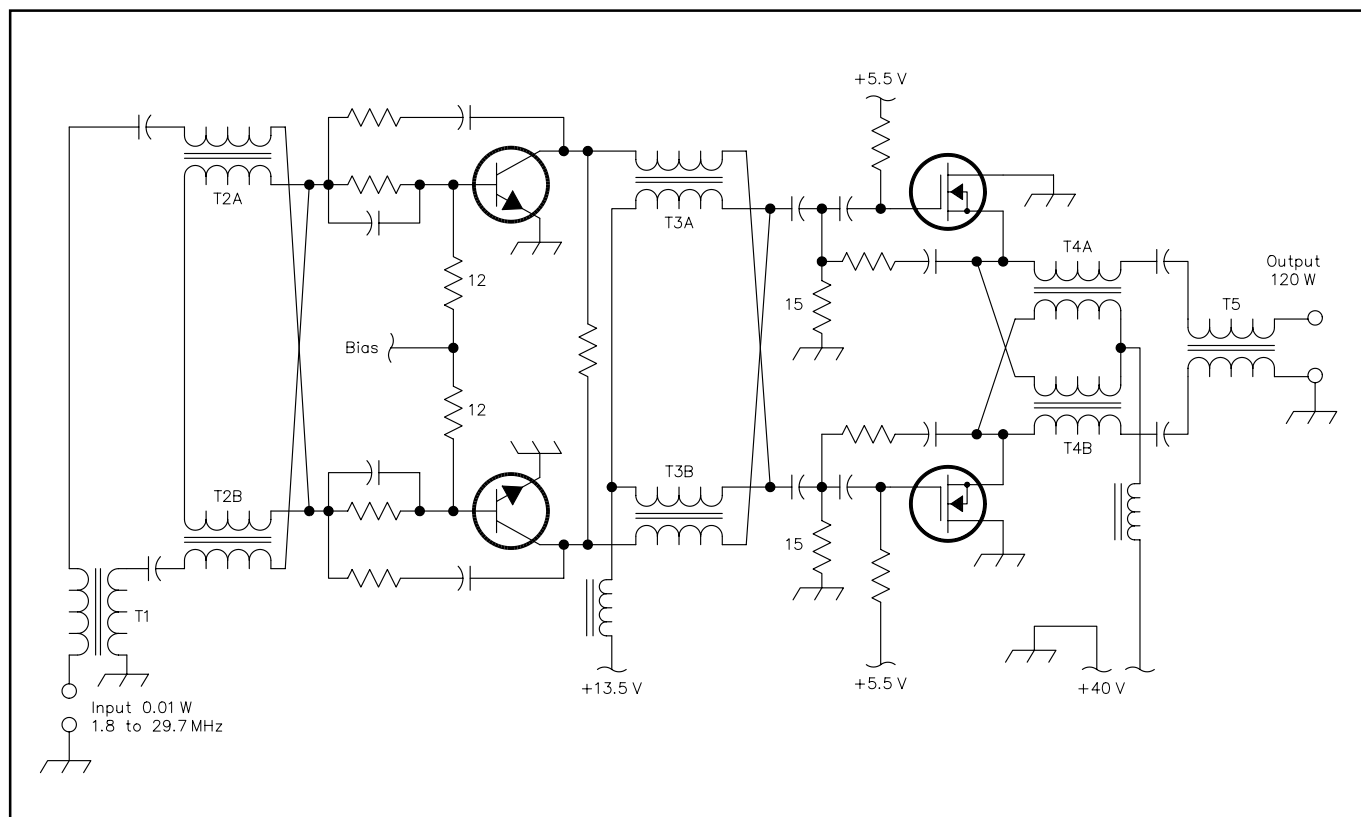 +5.5 V
T2A
T3A
T4A
Output
120 W
T5
12
15
Bias
12
T4B
T2B
T3B
15
T1
+13.5 V
+5.5 V
+40 V
Input 0.01 W
1.8 to 29.7 MHz